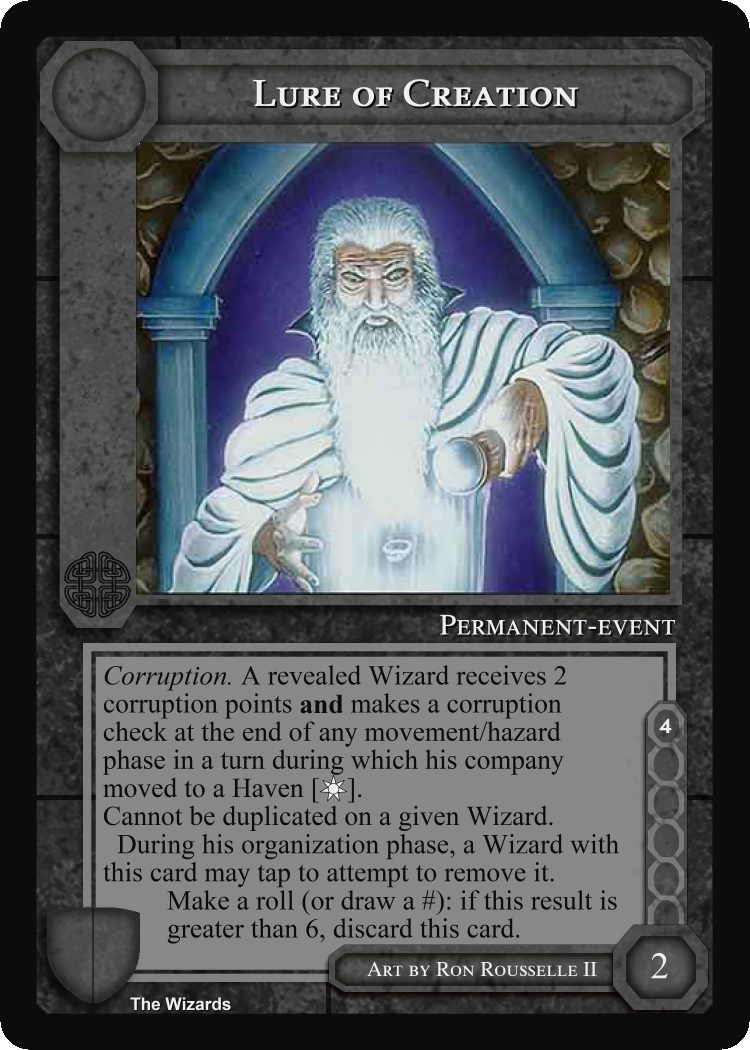 Lure of Creation
Permanent-event
Corruption. A revealed Wizard receives 2
corruption points and makes a corruption
check at the end of any movement/hazard
phase in a turn during which his company
moved to a Haven [☀].
Cannot be duplicated on a given Wizard.
During his organization phase, a Wizard with
this card may tap to attempt to remove it.
Make a roll (or draw a #): if this result is
greater than 6, discard this card.
4
Art by Ron Rousselle II
2
The Wizards